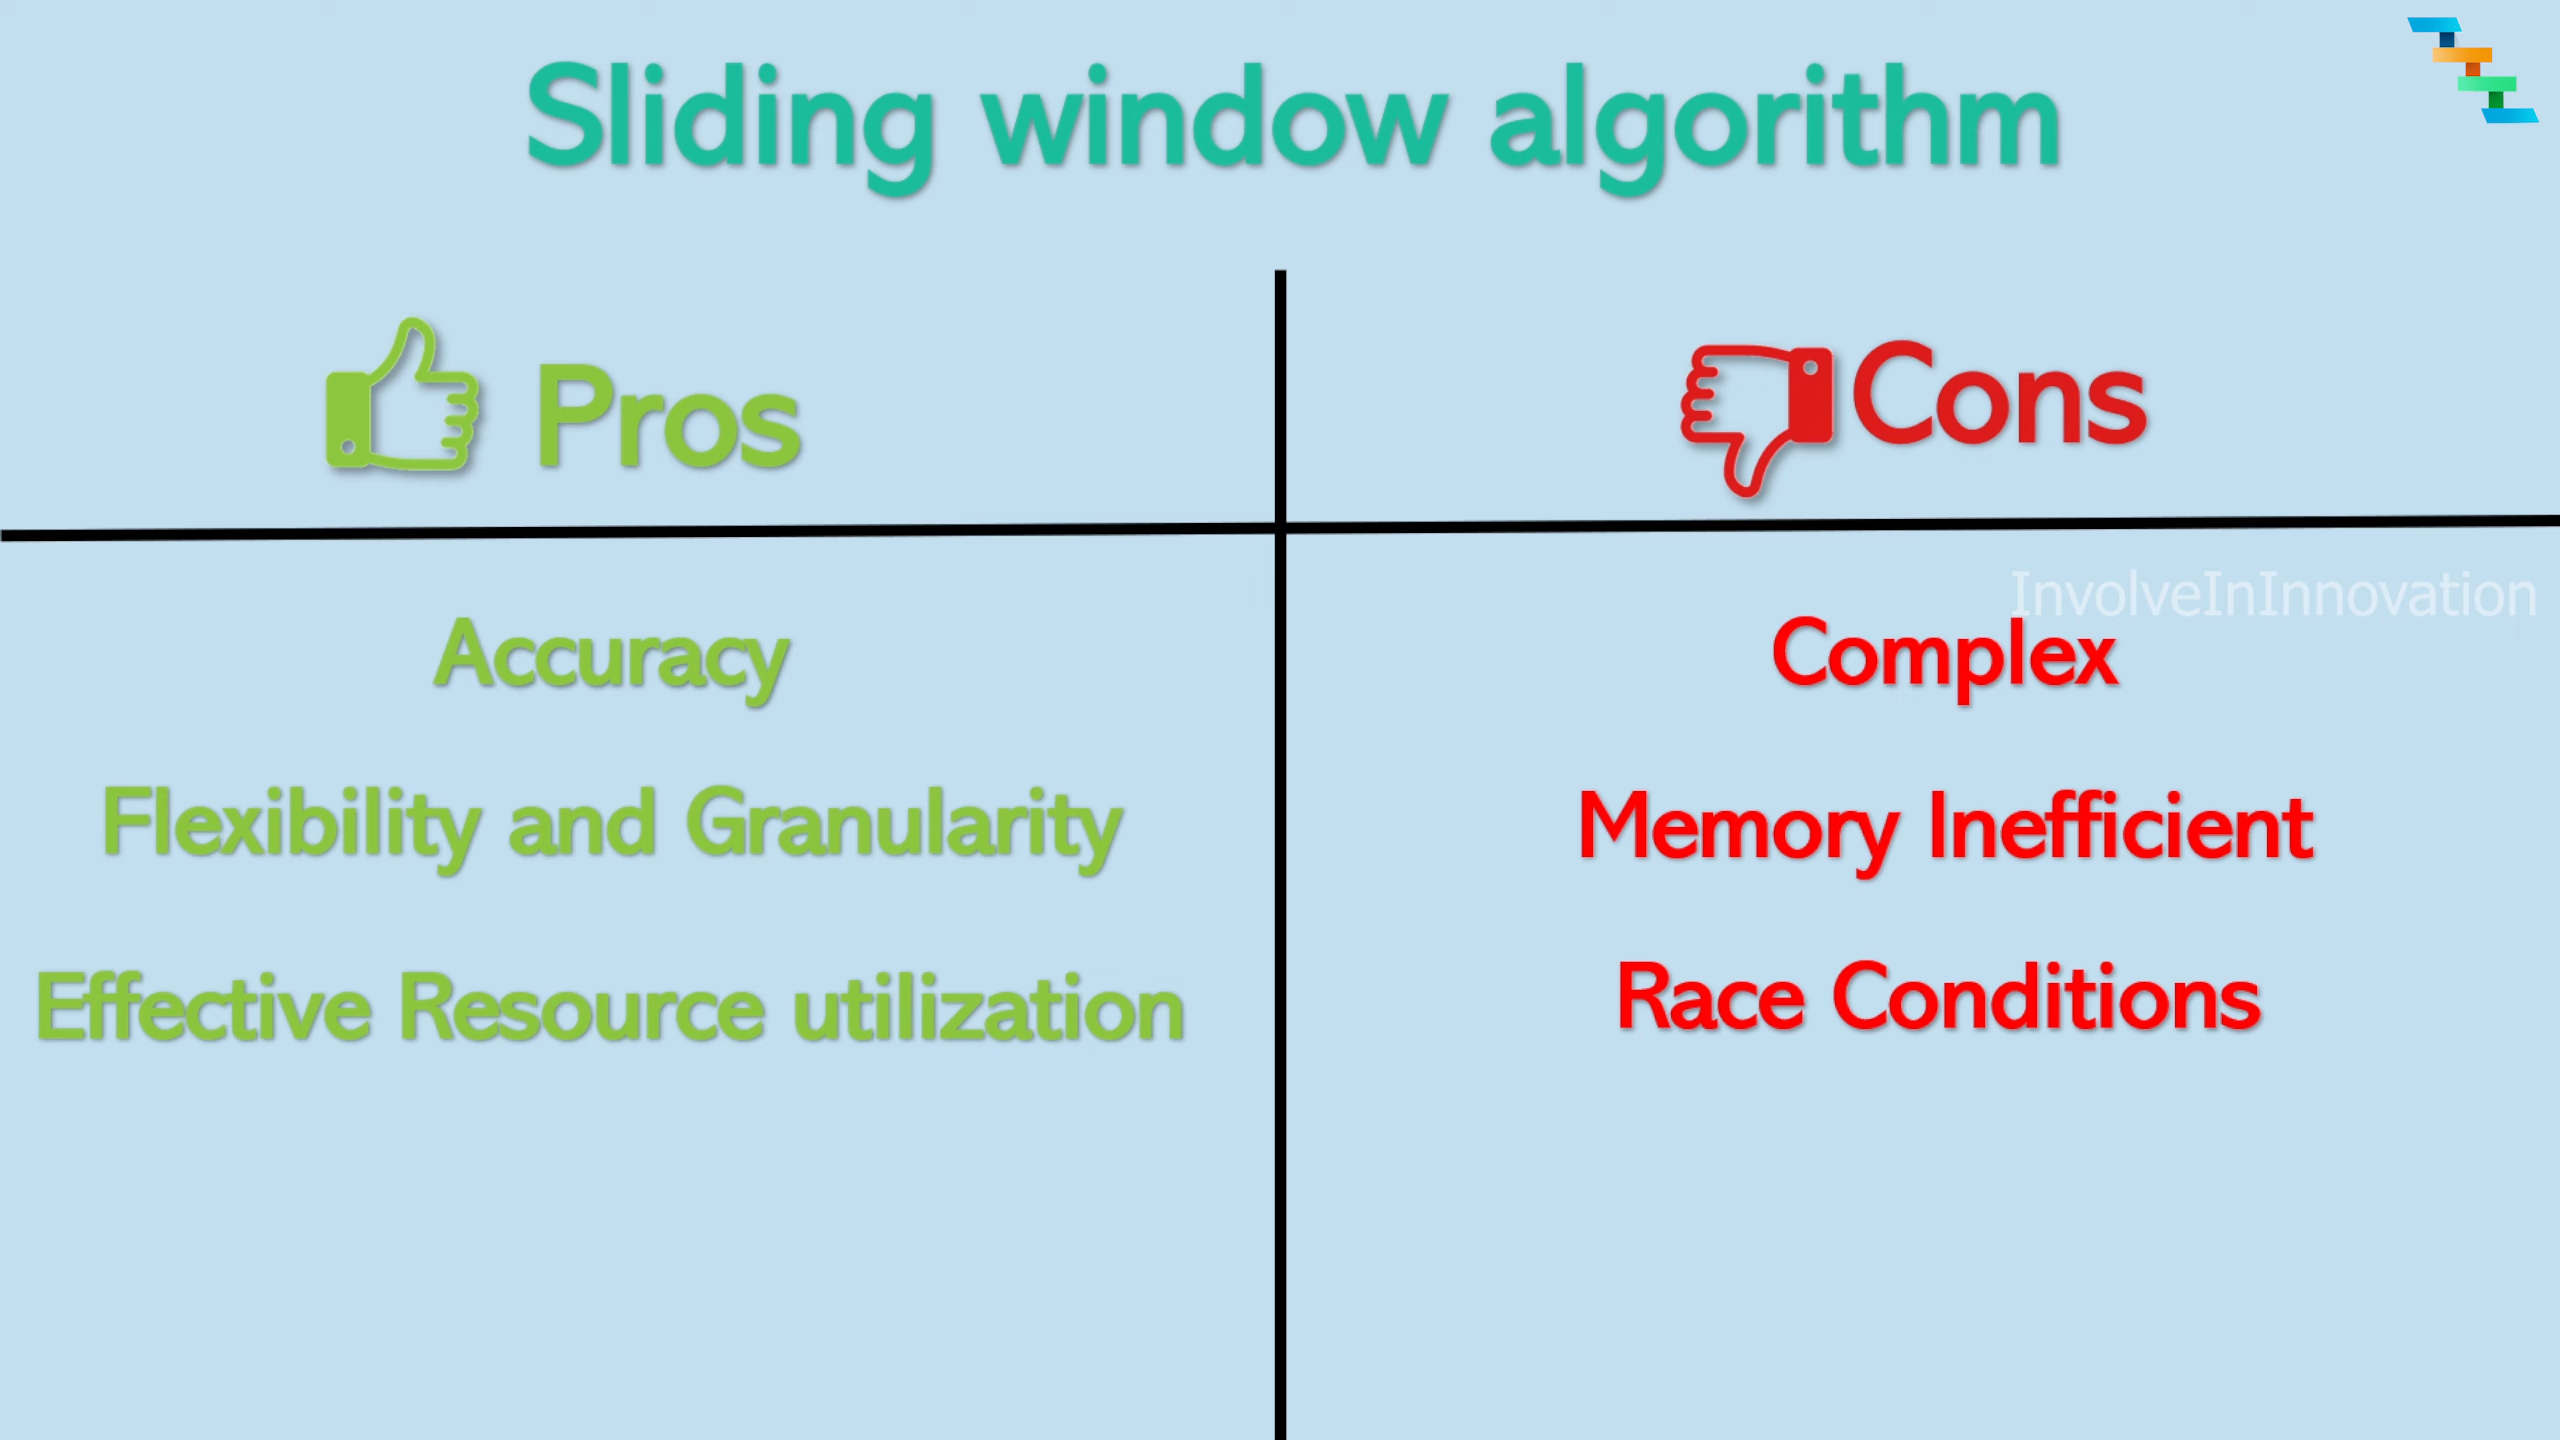 Sliding window algorithm
Pros
Cons
InvolveInInnovation
Accuracy
Complex
Flexibility and Granularity
Memory Inefficient
Effective Resource utilization
Race Conditions